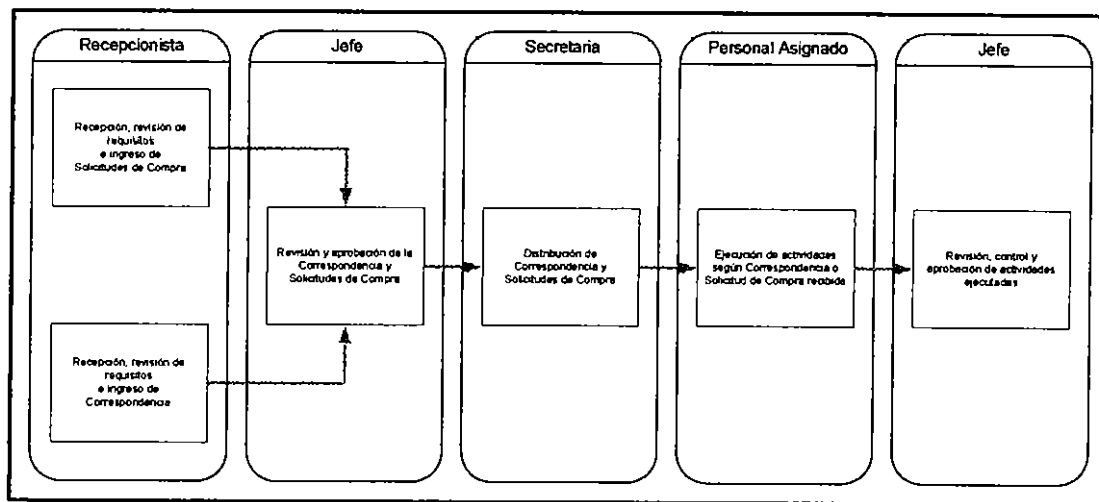 Recepcionista
Recepción, revisión de
requisitos
e ingreso de
Solicitudes de Compra
Recepción, revisión de
requisitos
e ingreso de
Correspondencia
Jefe
Revisión y aprobación de la
Correspondencia y
Solicitudes de Compra
Secretaria
Distribución de
Correspondencia y
Solicitudes de Compra
Personal Asignado
Ejecución de actividades
según Correspondencia o
Solicitud de Compra recibida
Jefe
Revisión, control y
aprobación de actividades
ejecutadas